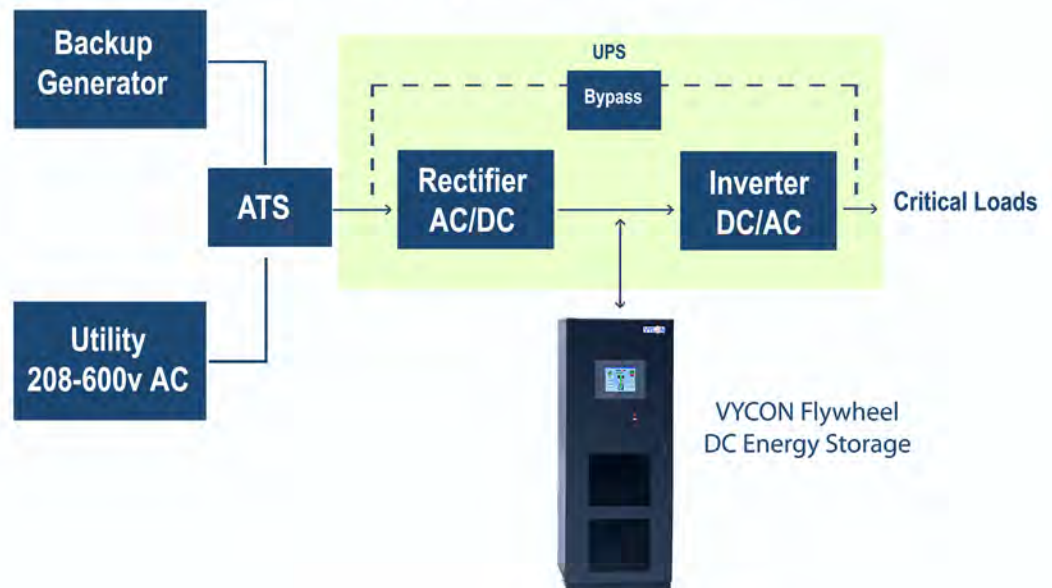 Backup
Generator
UPS
Bypass
Rectifier
AC/DC
Inverter
DC/AC
ATS
Critical Loads
Utility
208-600v AC
VYCON
VYCON Flywheel
DC Energy Storage